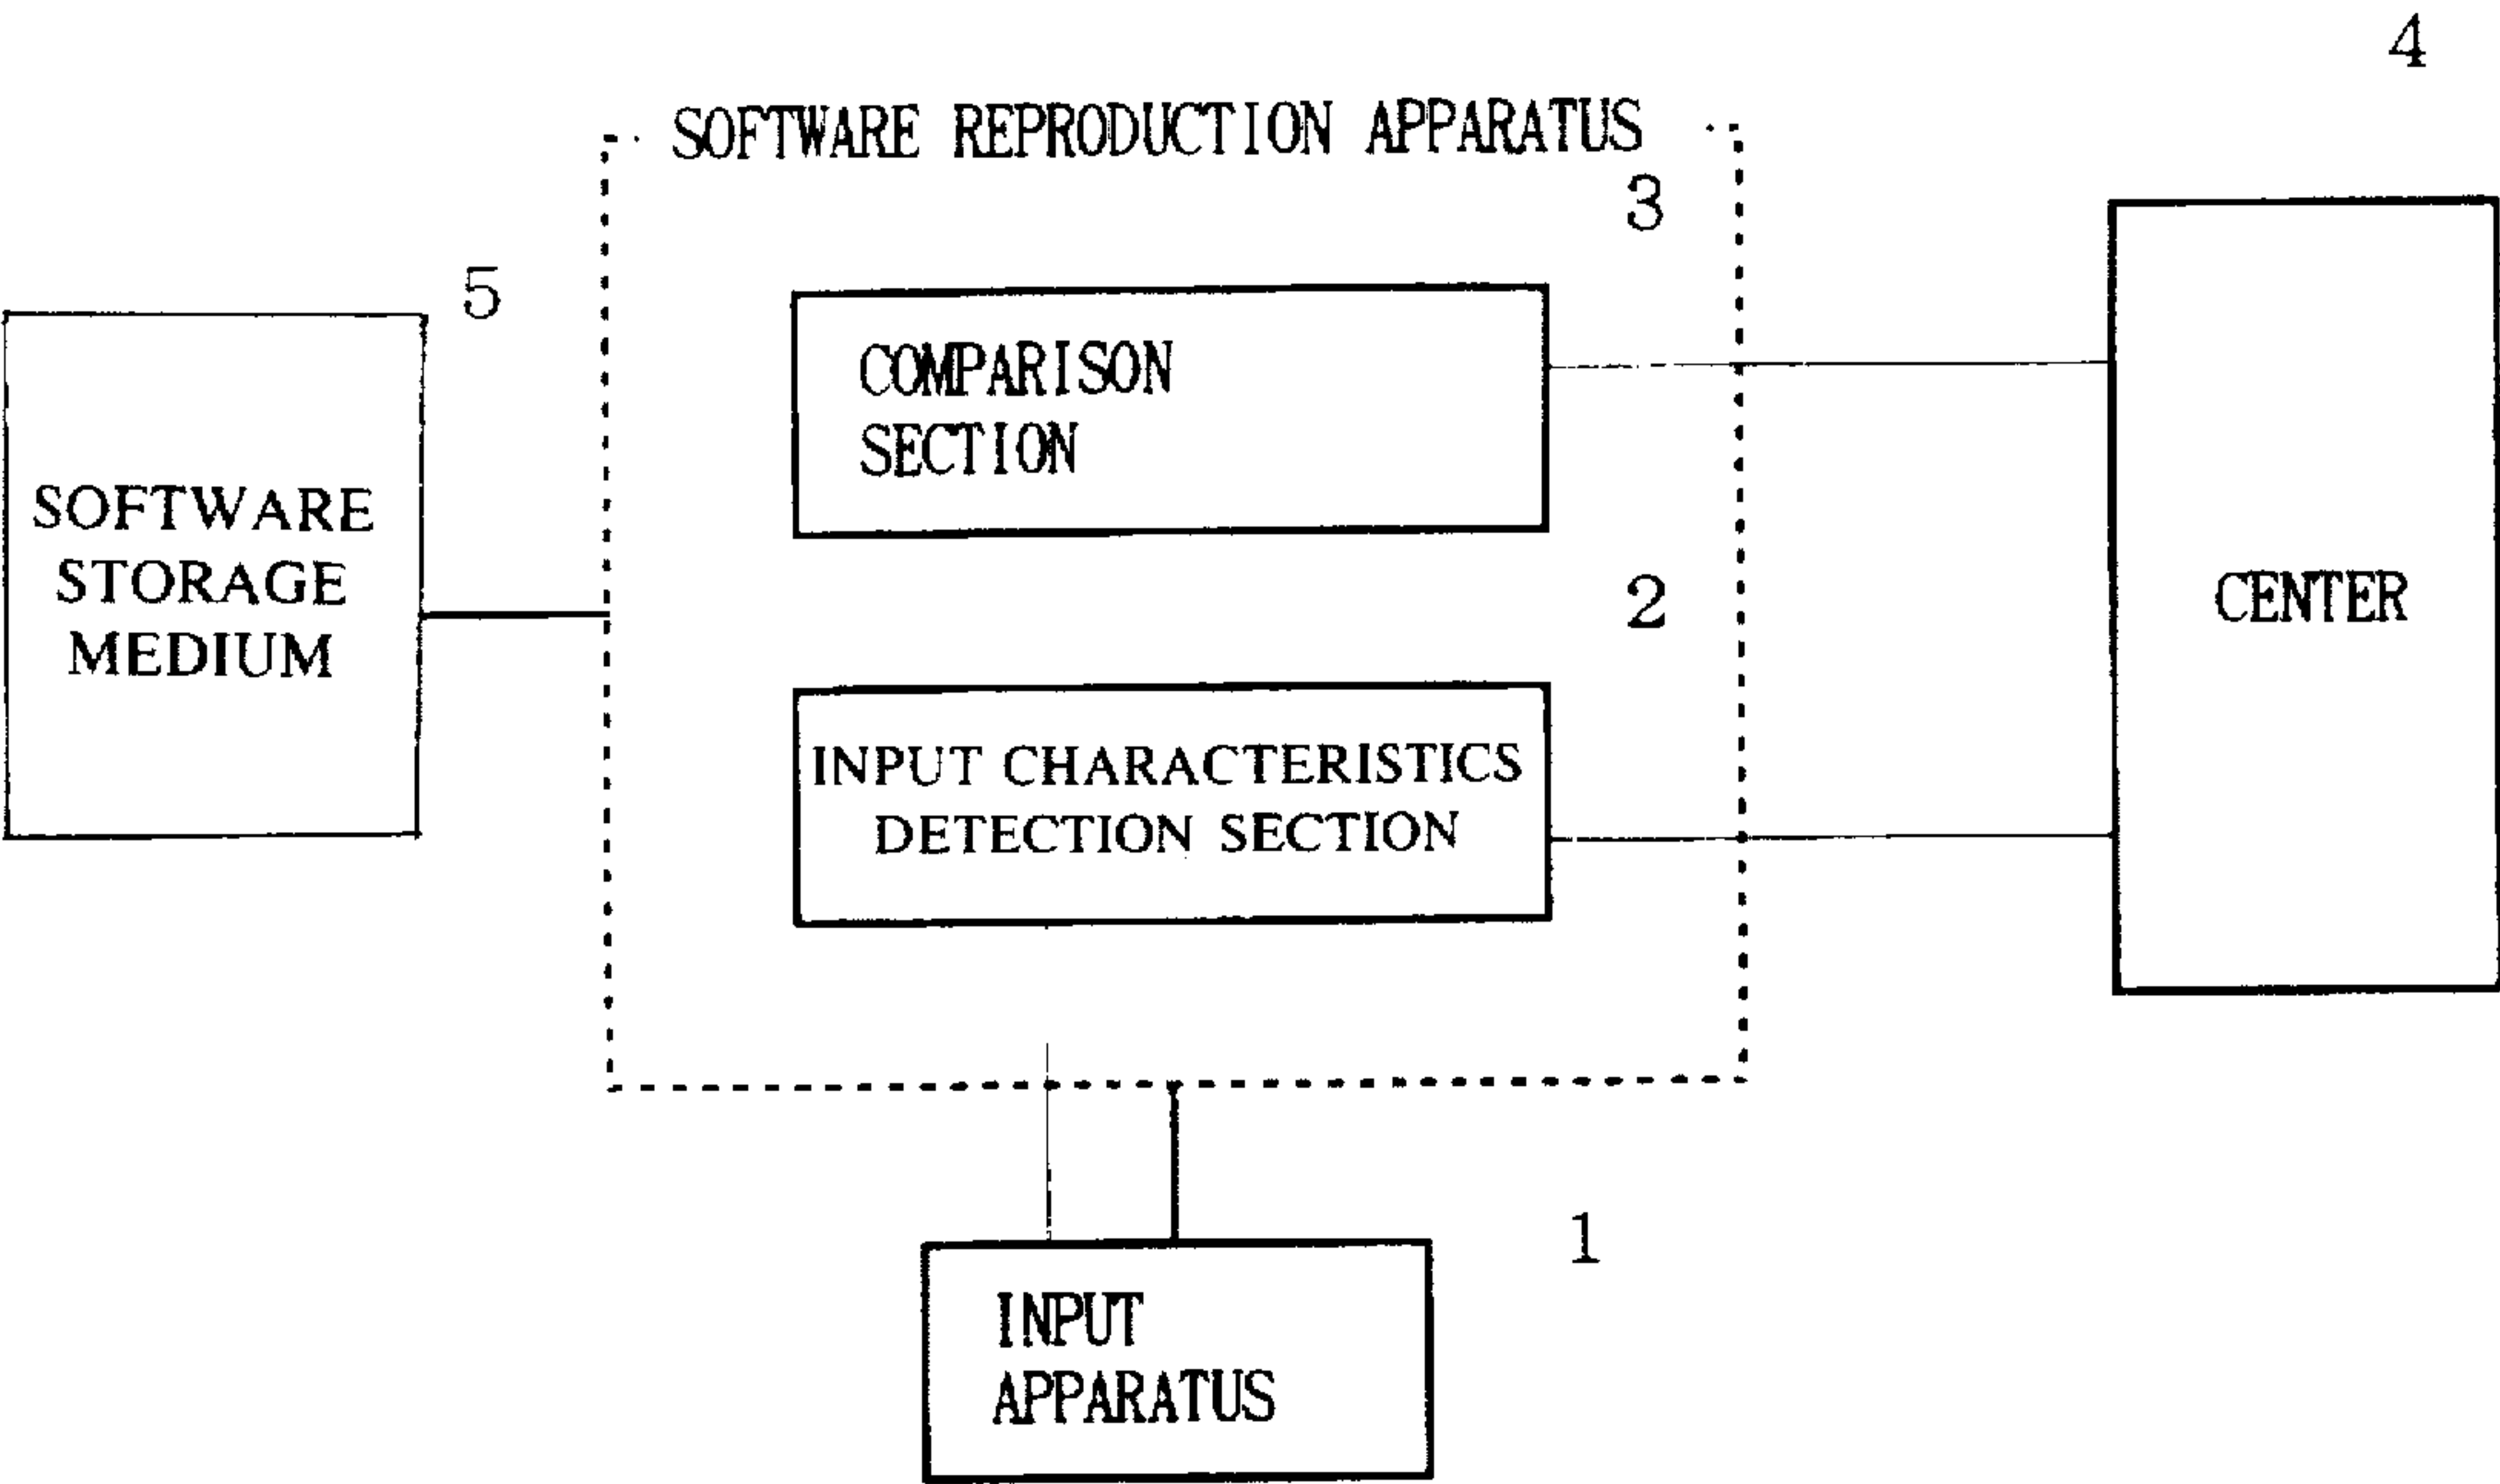 4
SOFTWARE REPRODUCTION APPARATUS
3
5
COMPARISON
SECTION
SOFTWARE
STORAGE
MEDIUM
2
CENTER
INPUT CHARACTERISTICS
DETECTION SECTION
1
INPUT
APPARATUS